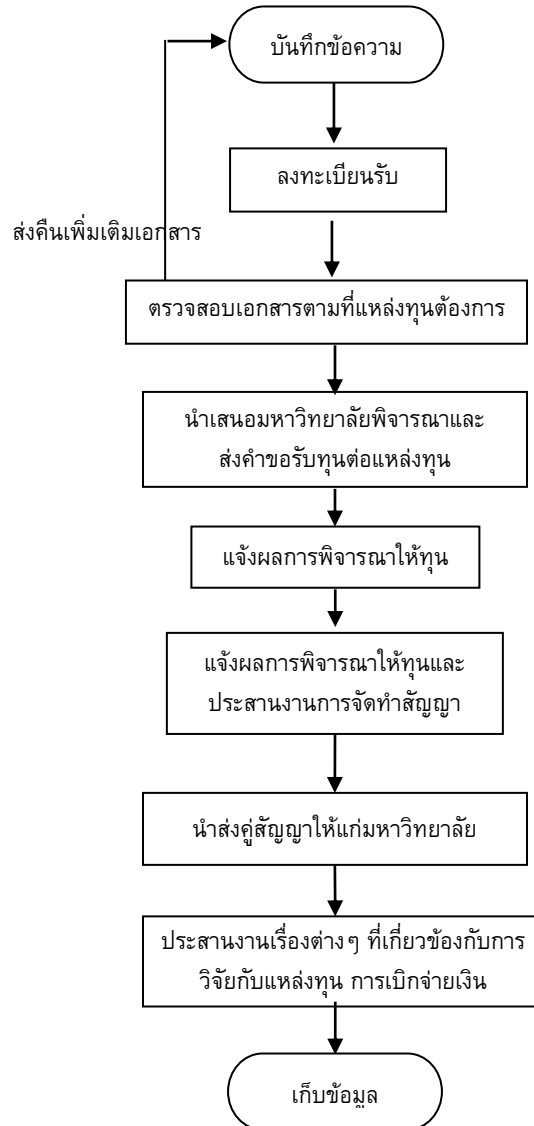 บันทึกข้อความ
ลงทะเบียนรับ
ส่งคืนเพิ่มเติมเอกสาร
ตรวจสอบเอกสารตามที่แหล่งทุนต้องการ
นำเสนอมหาวิทยาลัยพิจารณาและ
ส่งคำขอรับทุนต่อแหล่งทุน
แจ้งผลการพิจารณาให้ทุน
แจ้งผลการพิจารณาให้ทุนและ
ประสานงานการจัดทำสัญญา
นำส่งคู่สัญญาให้แก่มหาวิทยาลัย
ประสานงานเรื่องต่างๆ ที่เกี่ยวข้องกับการ
วิจัยกับแหล่งทุน การเบิกจ่ายเงิน
เก็บข้อมูล